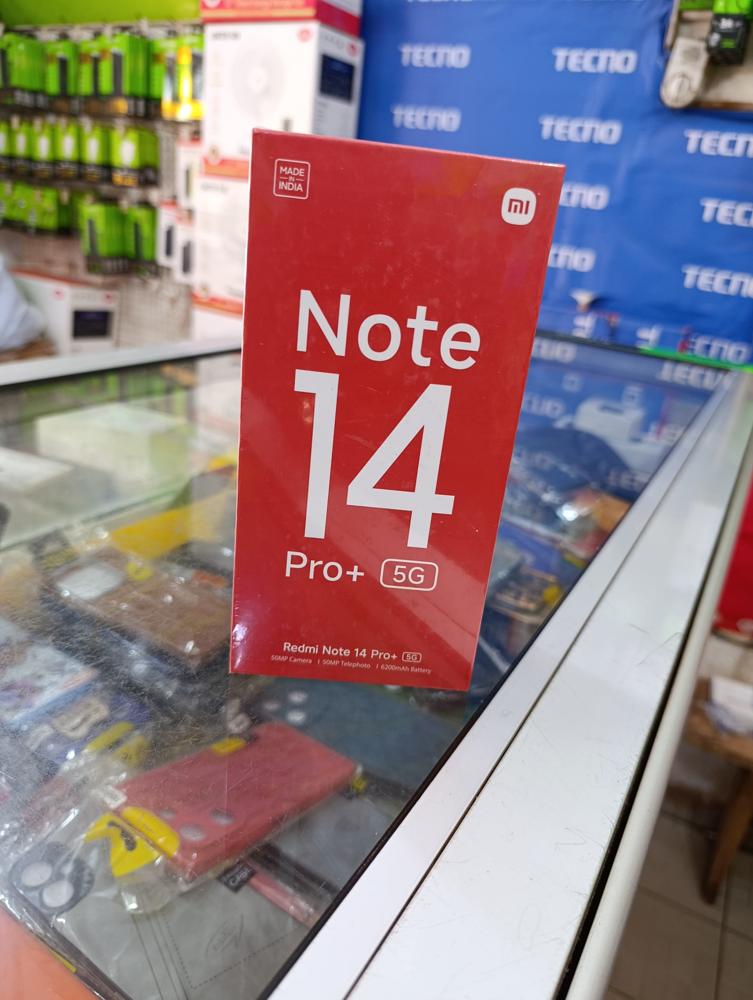 TECNO
TECNO
TECNO
TECNO
TECNO
TECNO
TECNO
MADE
IN
INDIA
mi
Note
14
Pro+ 5G
Redmi Note 14 Pro+ 5G
50MP Camera | 50MP Telephoto | 6200mAh Battery